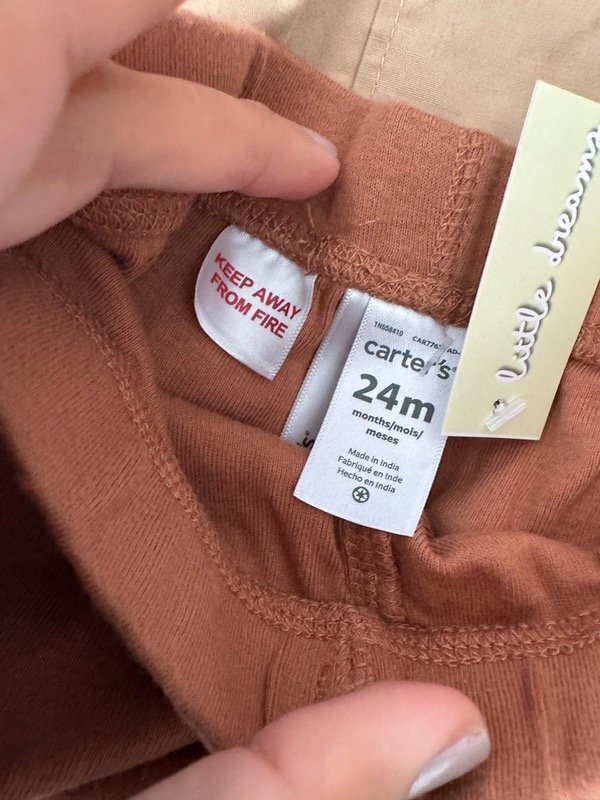 KEEP AWAY
FROM FIRE
1N658410
carter's
24m
months/mois/
meses
Made in India
Fabriqué en Inde
Hecho en India
little dreams